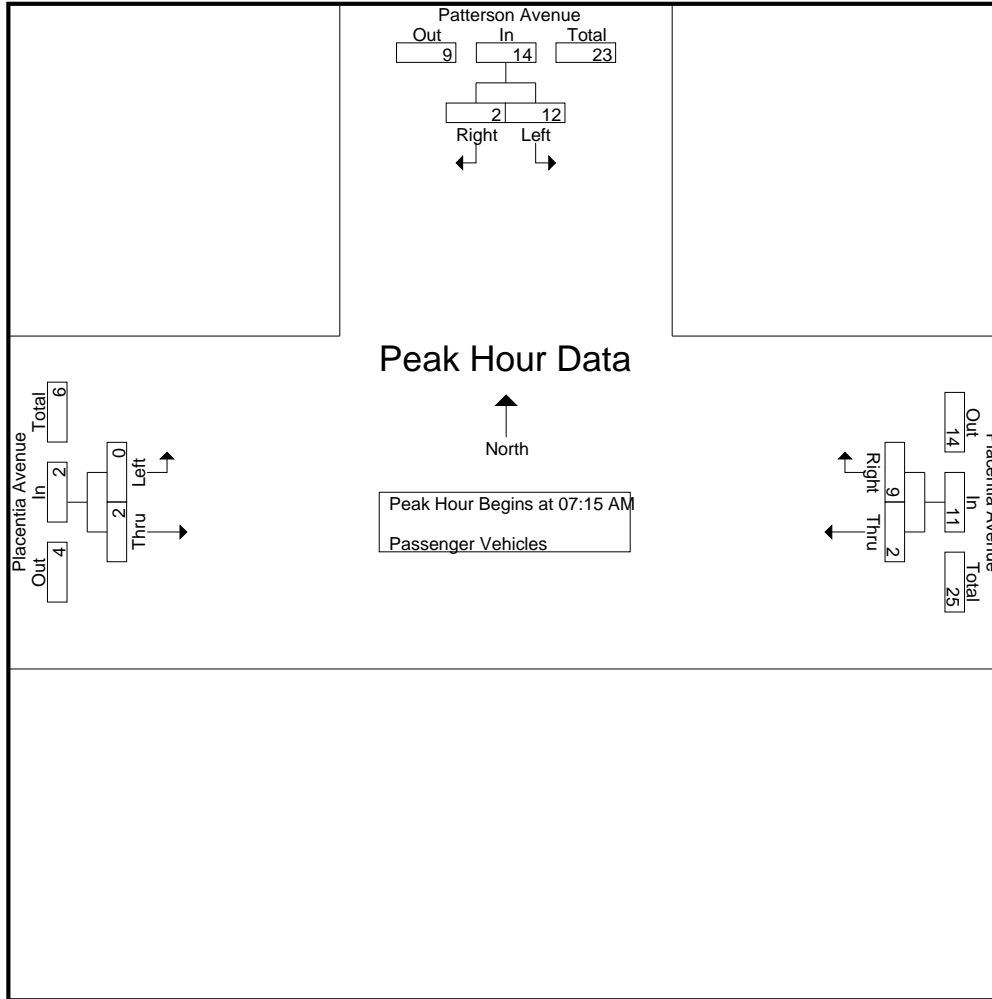 Patterson Avenue
Out In Total
9 14 23
2 12
Right Left
Peak Hour Data
North
Peak Hour Begins at 07:15 AM
Passenger Vehicles
Placentia Avenue
Out In Total
4 2 6
0 2
Left Thru
Placentia Avenue
Out In Total
14 11 25
Right Thru
9 2